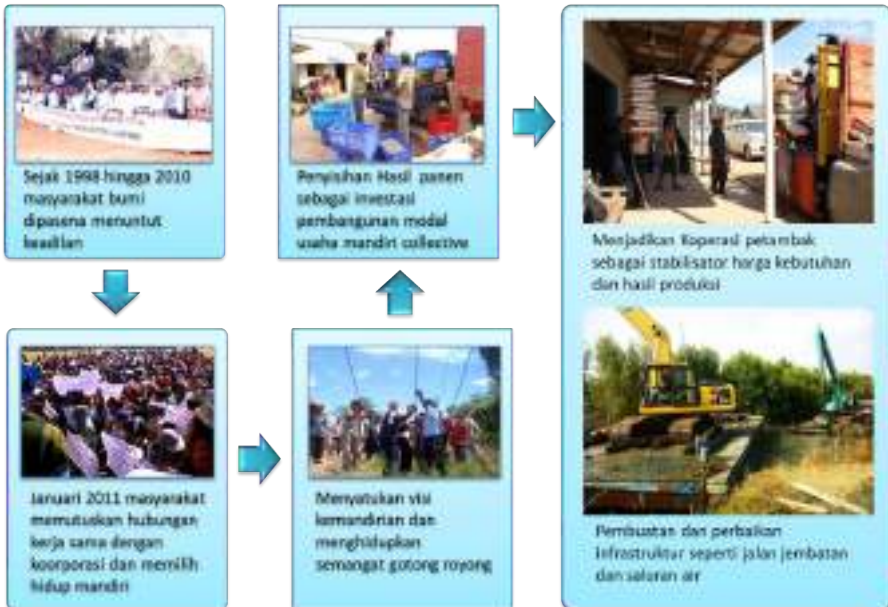 Sejak 1998 hingga 2010
masyarakat bumi
dipasena menuntut
keadilan
Januari 2011 masyarakat
memutuskan hubungan
kerja sama dengan
koorporasi dan memilih
hidup mandiri
Menyatukan visi
kemandirian dan
menghidupkan
semangat gotong royong
Penyisihan Hasil panen
sebagai investasi
pembangunan modal
usaha mandiri collective
Menjadikan Koperasi petambak
sebagai stabilisator harga kebutuhan
dan hasil produksi
Pembuatan dan perbaikan
infrastruktur seperti jalan jembatan
dan saluran air